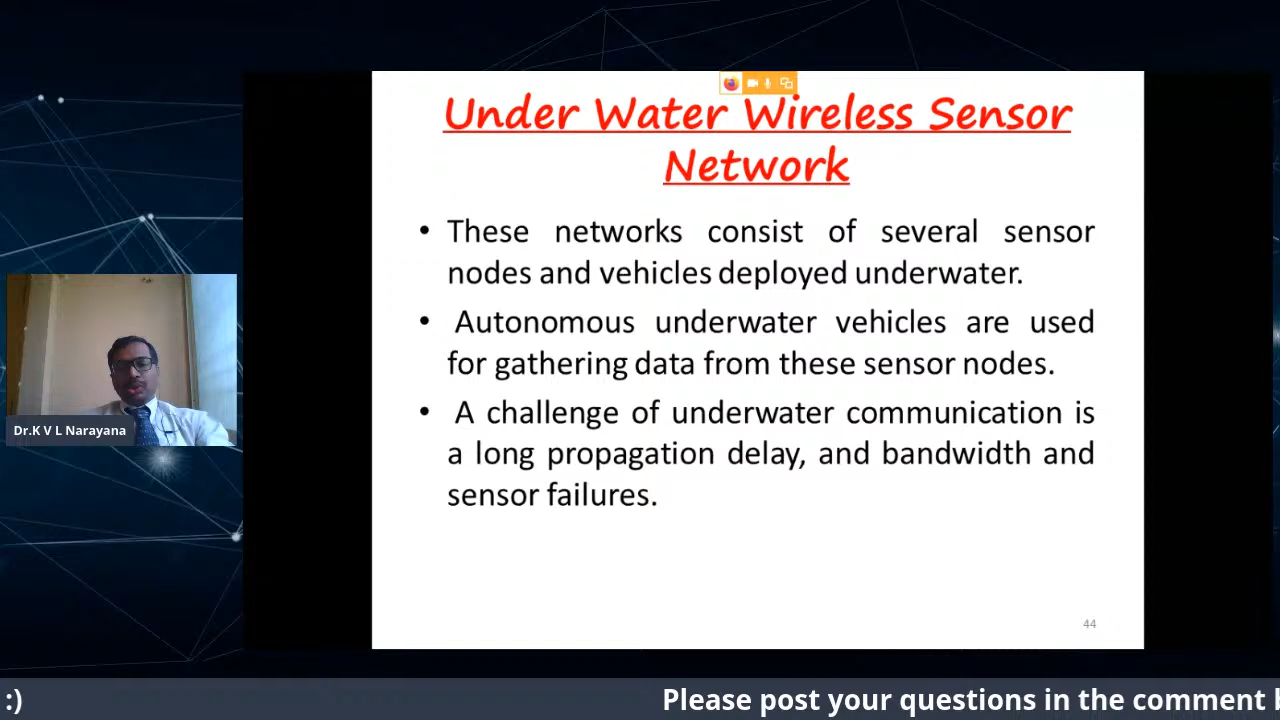 Under Water Wireless Sensor
Network
• These networks consist of several sensor
nodes and vehicles deployed underwater.
• Autonomous underwater vehicles are used
for gathering data from these sensor nodes.
• A challenge of underwater communication is
a long propagation delay, and bandwidth and
sensor failures.
44
Dr.K V L Narayana
:) Please post your questions in the comment